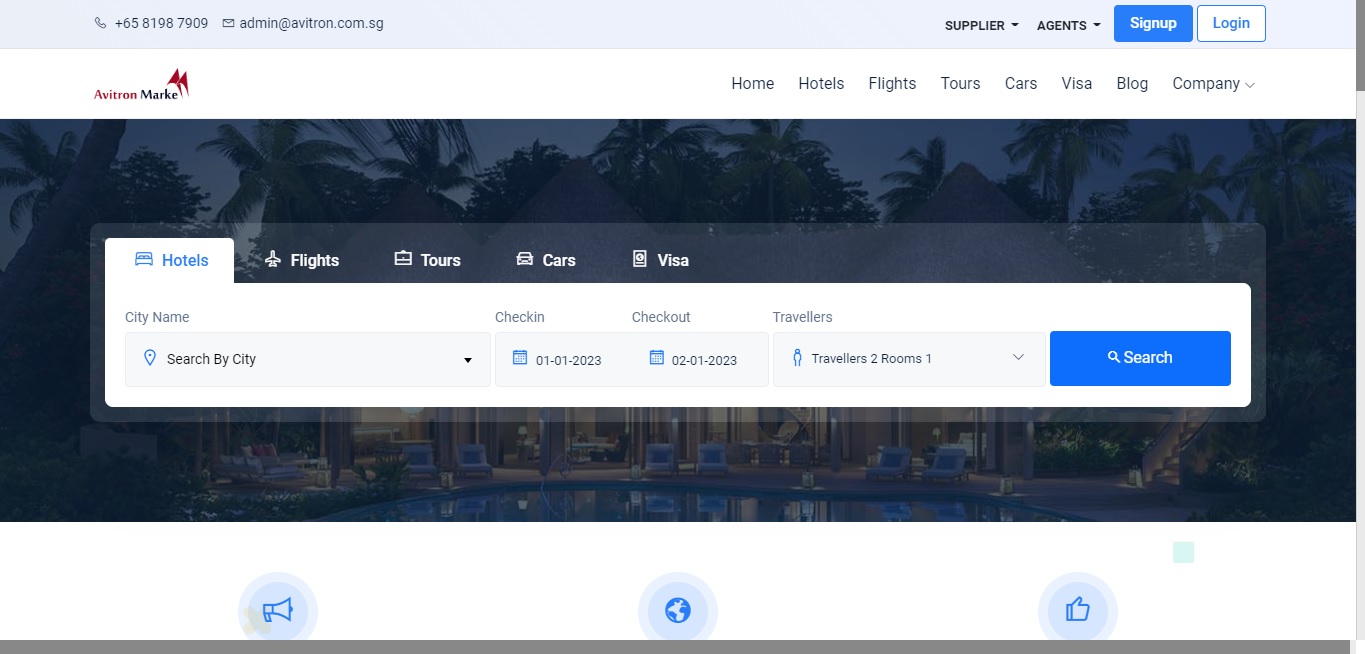 +65 8198 7909 admin@avitron.com.sg SUPPLIER AGENTS Signup Login
Avitron Marke
Home Hotels Flights Tours Cars Visa Blog Company
Hotels Flights Tours Cars Visa
City Name Checkin Checkout Travellers
Search By City 01-01-2023 02-01-2023 Travellers 2 Rooms 1 Search